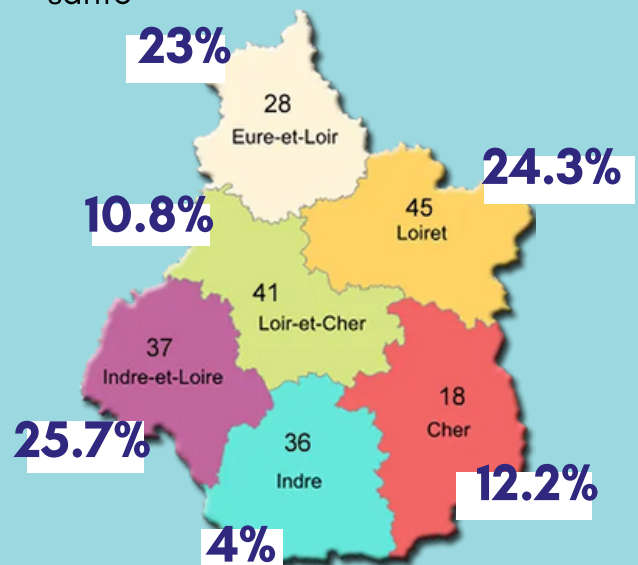 santé
23%
28
Eure-et-Loir
24.3%
45
Loiret
10.8%
41
Loir-et-Cher
37
Indre-et-Loire
18
Cher
25.7%
36
Indre
12.2%
4%